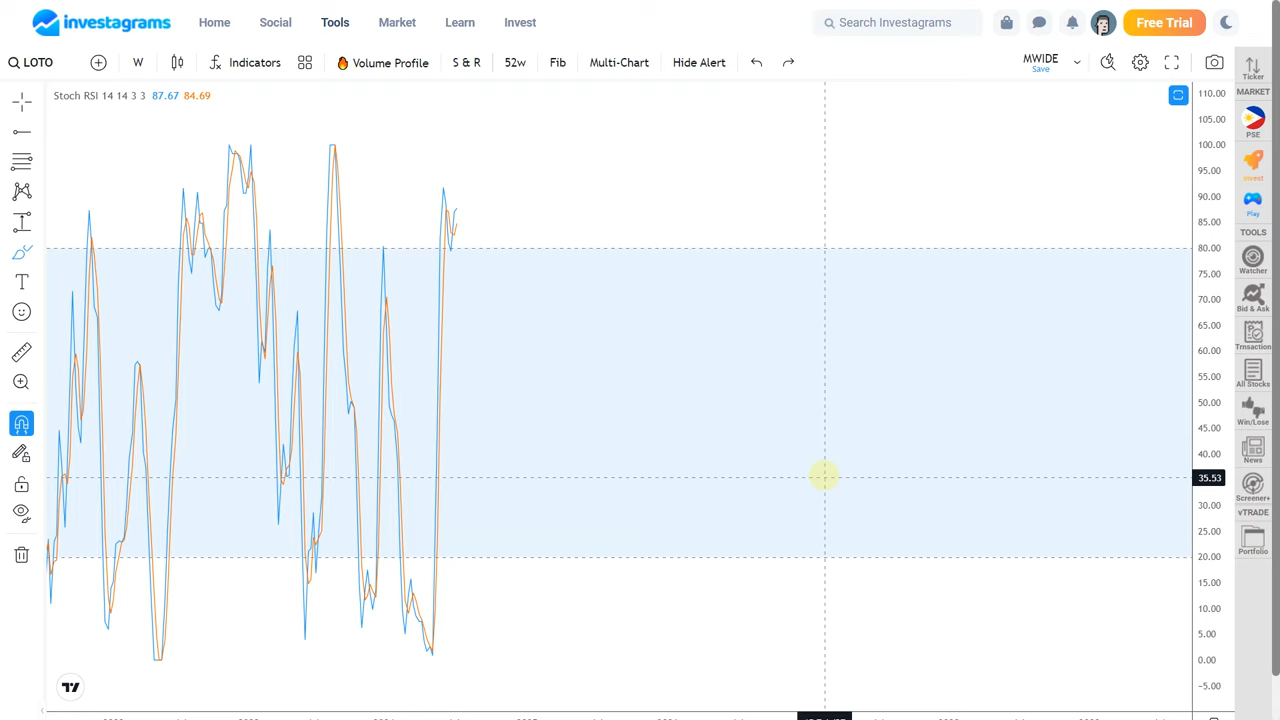 investagrams
Home Social Tools Market Learn Invest
Search Investagrams
Free Trial
LOTO W Indicators Volume Profile S & R 52w Fib Multi-Chart Hide Alert
MWIDE
Save
Stoch RSI 14 14 3 3 87.67 84.69
110.00
105.00
100.00
95.00
90.00
85.00
80.00
75.00
70.00
65.00
60.00
55.00
50.00
45.00
40.00
35.53
30.00
25.00
20.00
15.00
10.00
5.00
0.00
−5.00
Ticker
MARKET
PSE
Invest
Play
TOOLS
Watcher
Bid & Ask
Trnsaction
All Stocks
Win/Lose
News
Screener+
vTRADE
Portfolio